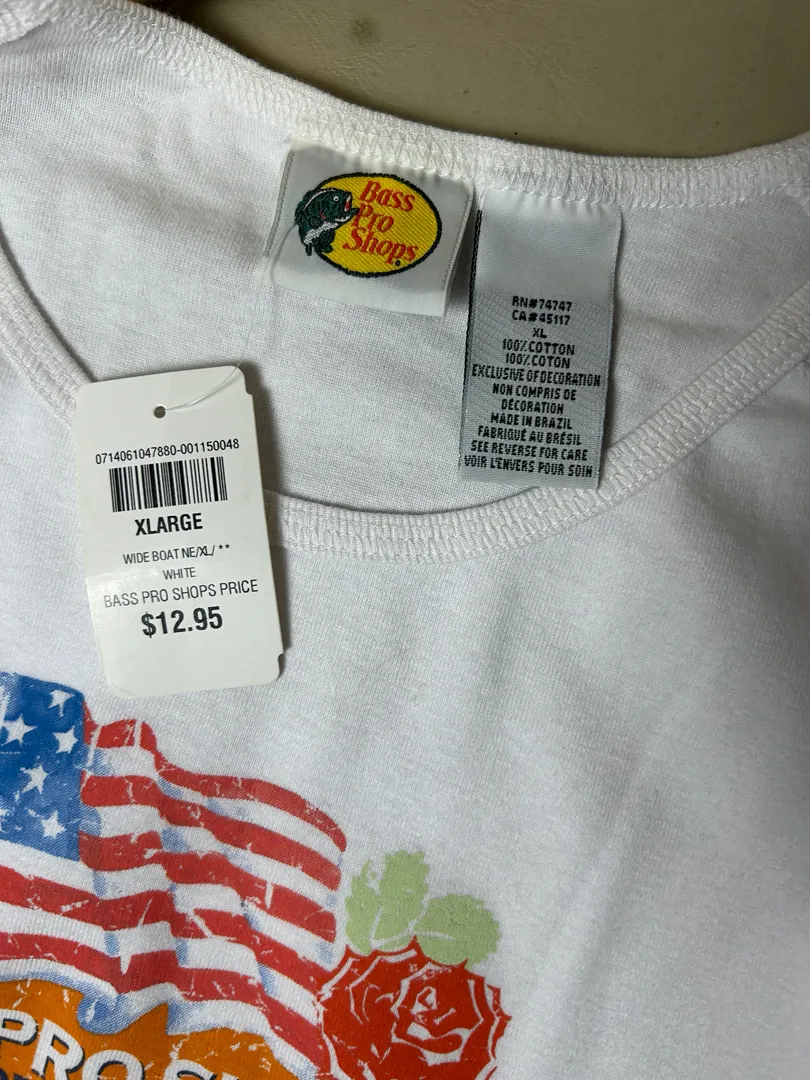 Bass
Pro
Shops
RN#74747
CA#45117
XL
100% COTTON
100% COTON
EXCLUSIVE OF DECORATION
NON COMPRIS DE
DÉCORATION
MADE IN BRAZIL
FABRIQUÉ AU BRÉSIL
SEE REVERSE FOR CARE
VOIR L'ENVERS POUR SOIN
0714061047880-001150048
XLARGE
WIDE BOAT NE/XL/ **
WHITE
BASS PRO SHOPS PRICE
$12.95
PRO